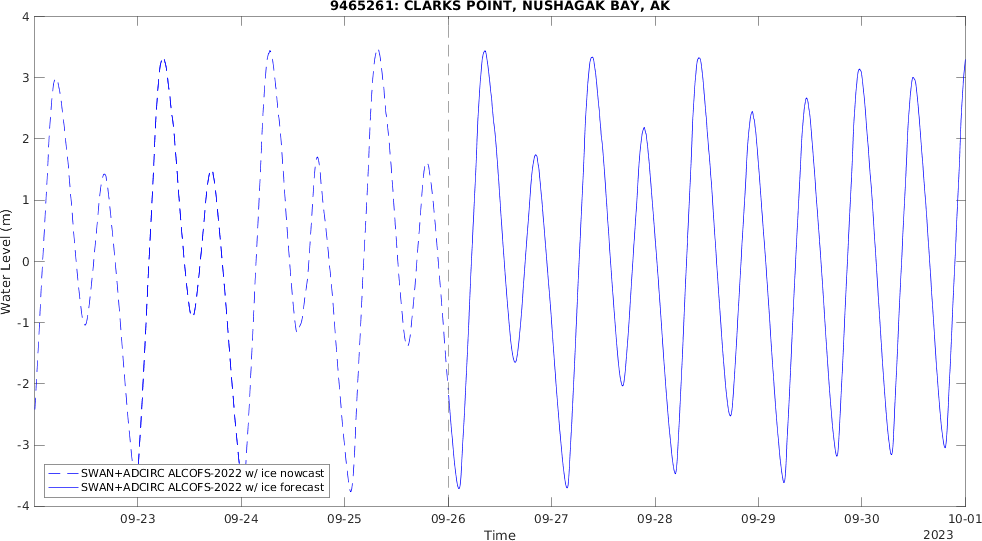 9465261: CLARKS POINT, NUSHAGAK BAY, AK
4
3
2
1
0
-1
-2
-3
-4
Water Level (m)
SWAN+ADCIRC ALCOFS-2022 w/ ice nowcast
SWAN+ADCIRC ALCOFS-2022 w/ ice forecast
09-23 09-24 09-25 09-26 09-27 09-28 09-29 09-30 10-01
Time
2023